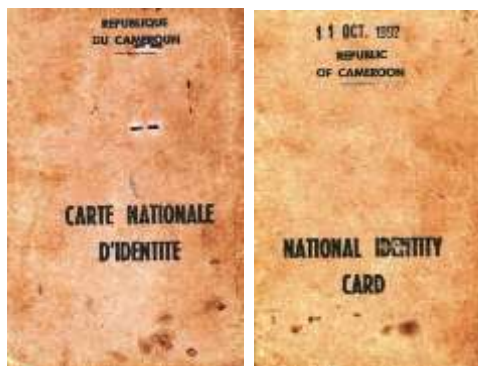 REPUBLIQUE
DU CAMEROUN
CARTE NATIONALE
D'IDENTITE
11 OCT. 1992
REPUBLIC
OF CAMEROON
NATIONAL IDENTITY
CARD